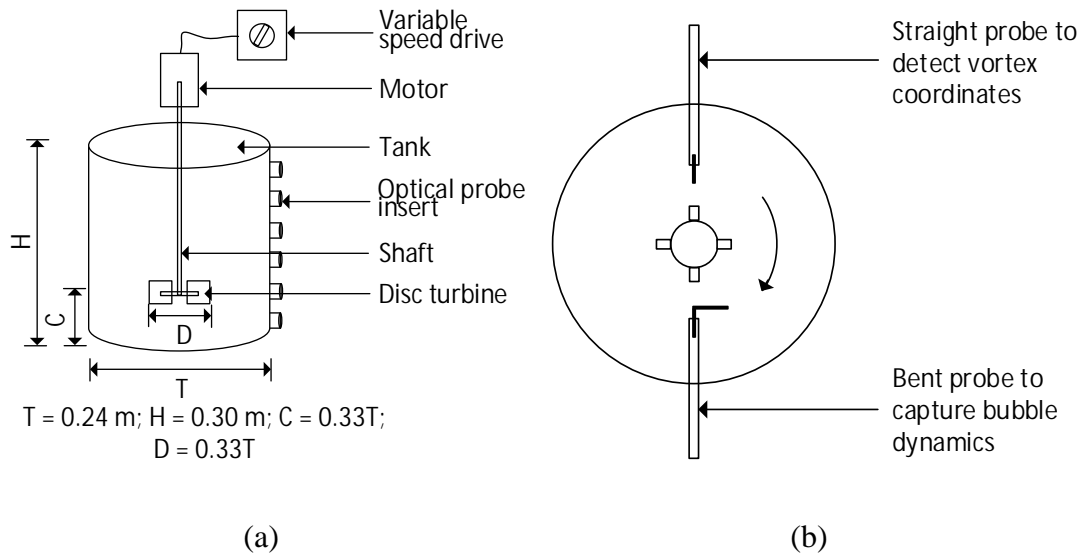 Variable
speed drive
Motor
Tank
Optical probe
insert
Shaft
Disc turbine
H
C
D
T
T = 0.24 m; H = 0.30 m; C = 0.33T;
D = 0.33T
(a)
Straight probe to
detect vortex
coordinates
Bent probe to
capture bubble
dynamics
(b)